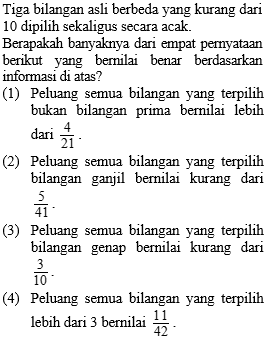 Tiga bilangan asli berbeda yang kurang dari
10 dipilih sekaligus secara acak.
Berapakah banyaknya dari empat pernyataan
berikut yang bernilai benar berdasarkan
informasi di atas?
(1) Peluang semua bilangan yang terpilih
bukan bilangan prima bernilai lebih
dari 4/21.
(2) Peluang semua bilangan yang terpilih
bilangan ganjil bernilai kurang dari
5/41.
(3) Peluang semua bilangan yang terpilih
bilangan genap bernilai kurang dari
3/10.
(4) Peluang semua bilangan yang terpilih
lebih dari 3 bernilai 11/42.